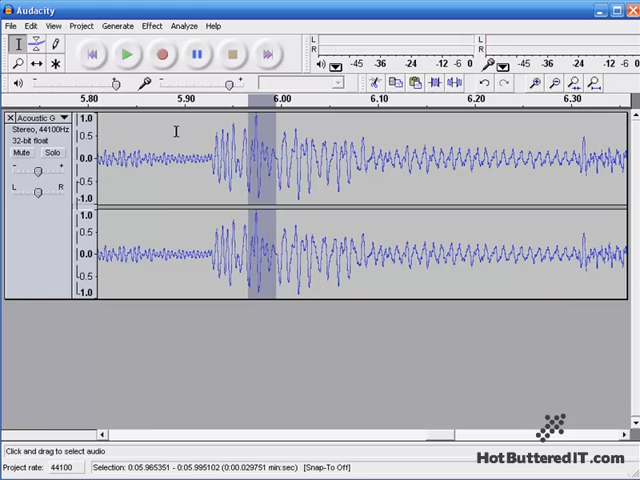 Audacity
File Edit View Project Generate Effect Analyze Help
L
R
-48 -36 -24 -12 0
L
R
-48 -36 -24 -12 0
5.80 5.90 6.00 6.10 6.20 6.30
Acoustic G
Stereo, 44100Hz
32-bit float
Mute Solo
L R
1.0
0.5
0.0
-0.5
-1.0
1.0
0.5
0.0
-0.5
-1.0
Click and drag to select audio
Project rate: 44100 Selection: 0:05.965351 - 0:05.995102 (0:00.029751 min:sec) [Snap-To Off]
HotButteredIT.com